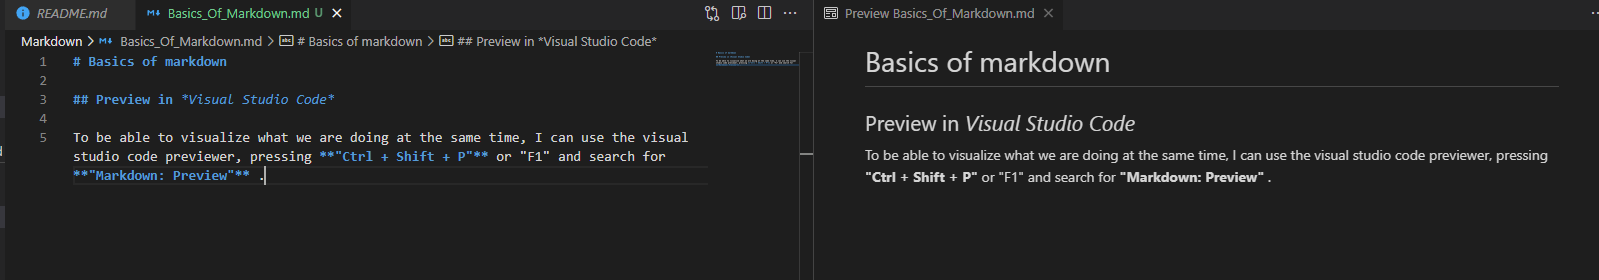 README.md
Basics_Of_Markdown.md U
Markdown > Basics_Of_Markdown.md > # Basics of markdown > ## Preview in *Visual Studio Code*
1 # Basics of markdown
2
3 ## Preview in *Visual Studio Code*
4
5 To be able to visualize what we are doing at the same time, I can use the visual
studio code previewer, pressing **"Ctrl + Shift + P"** or "F1" and search for
**"Markdown: Preview"** .
Preview Basics_Of_Markdown.md
Basics of markdown
Preview in Visual Studio Code
To be able to visualize what we are doing at the same time, I can use the visual studio code previewer, pressing
"Ctrl + Shift + P" or "F1" and search for "Markdown: Preview" .